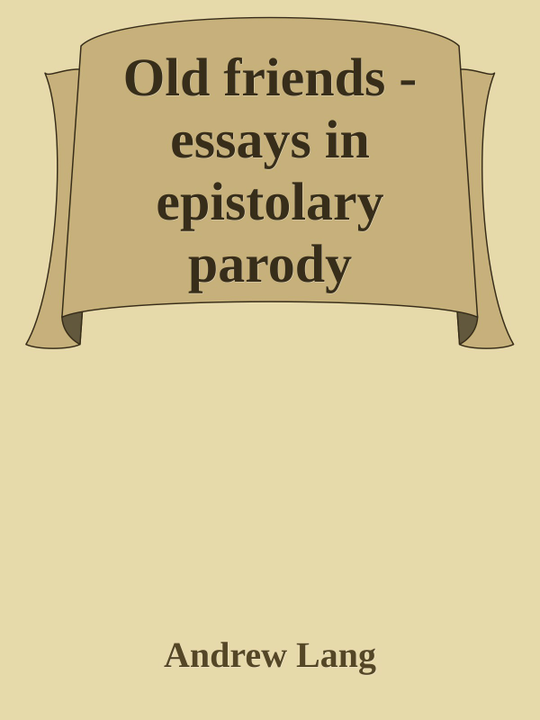 Old friends -
essays in
epistolary
parody
Andrew Lang